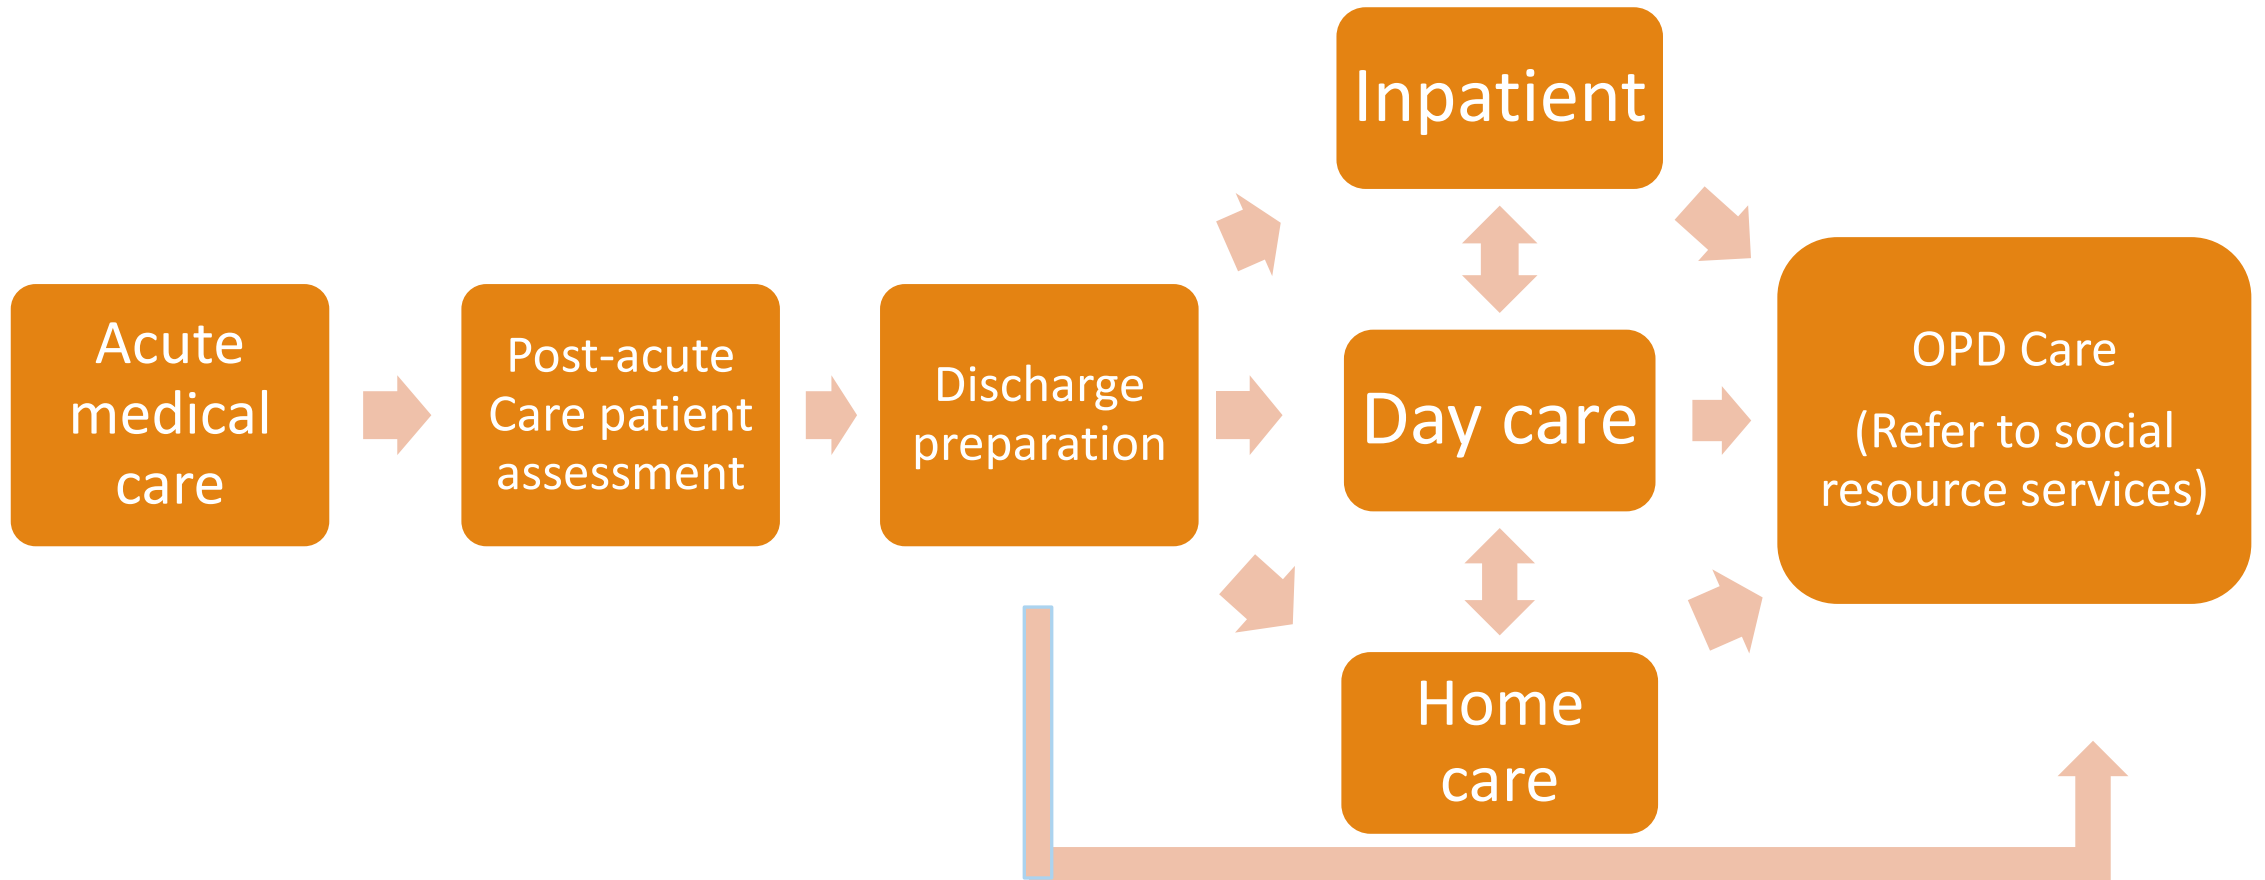 Acute
medical
care
Post-acute
Care patient
assessment
Discharge
preparation
Inpatient
Day care
Home
care
OPD Care
(Refer to social
resource services)